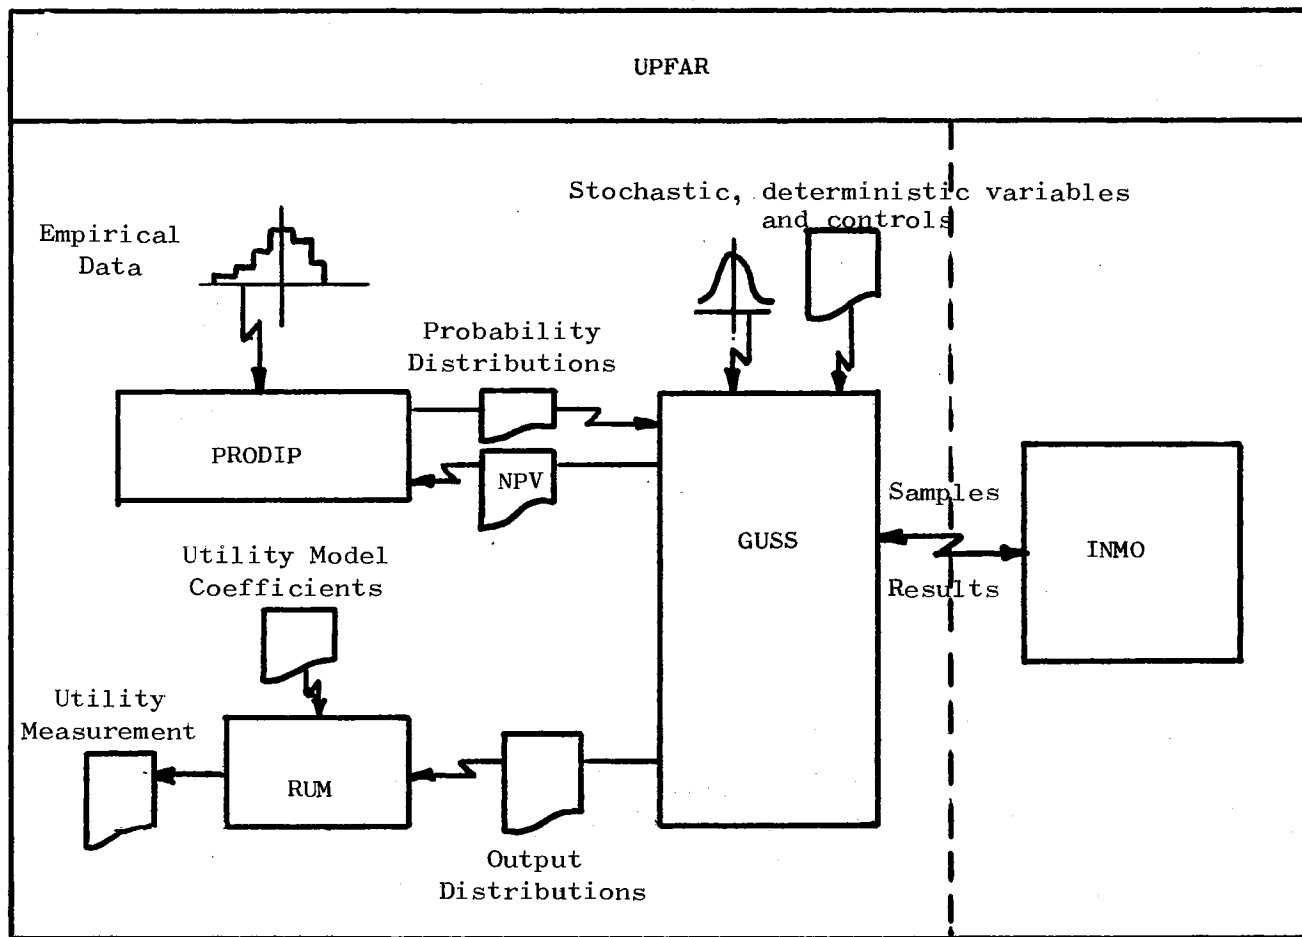 UPFAR
Stochastic, deterministic variables
and controls
Empirical
Data
Probability
Distributions
PRODIP
NPV
GUSS
Samples
Results
INMO
Utility Model
Coefficients
Utility
Measurement
RUM
Output
Distributions